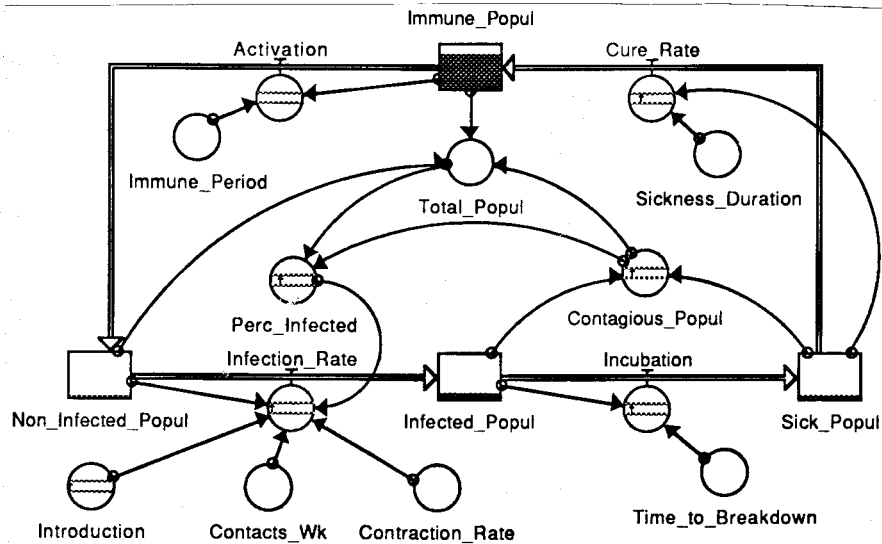 Immune_Popul
Activation
Cure_Rate
Immune_Period
Total_Popul
Sickness_Duration
Perc_Infected
Contagious_Popul
Infection_Rate
Incubation
Non_Infected_Popul
Infected_Popul
Sick_Popul
Introduction
Contacts_Wk
Contraction_Rate
Time_to_Breakdown